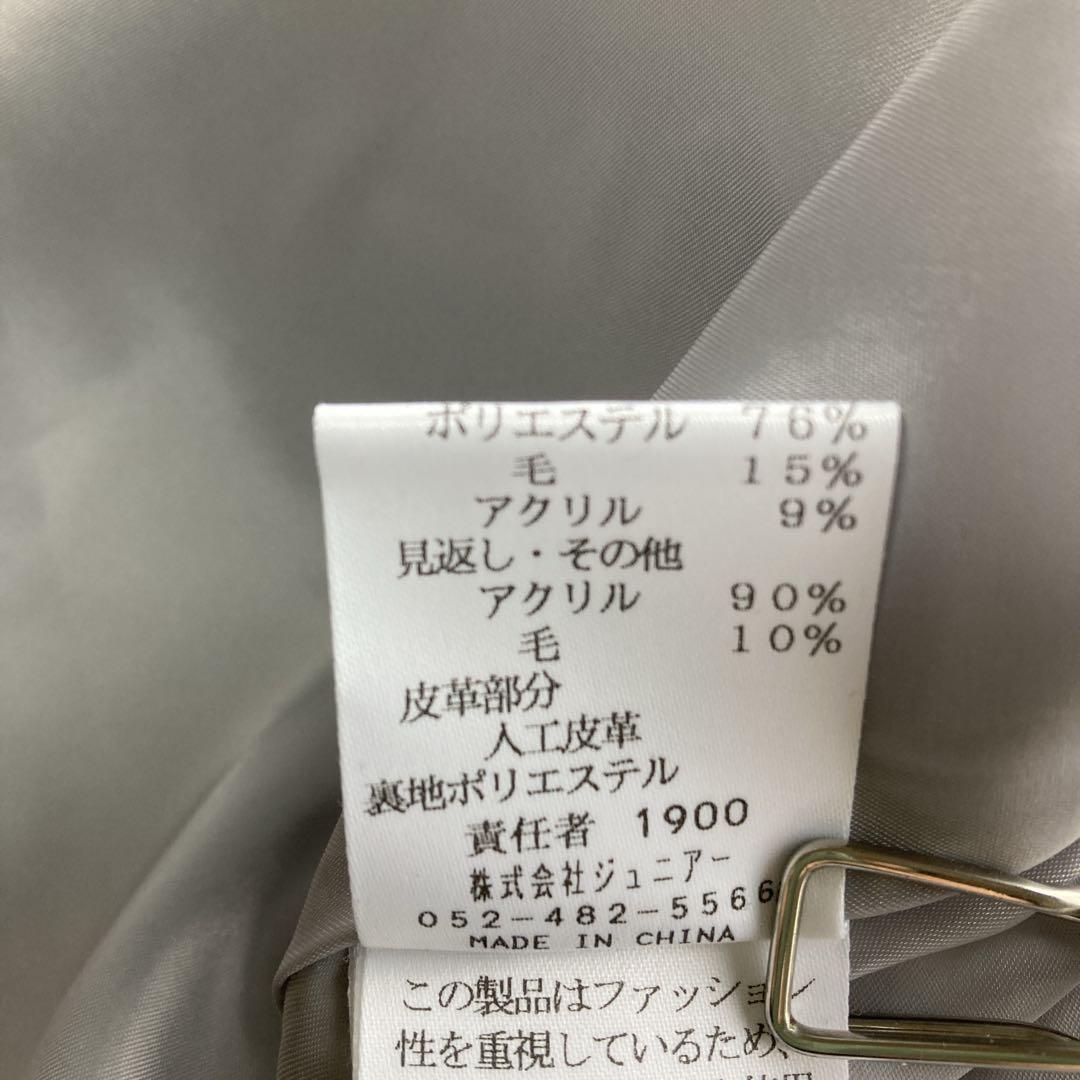 ポリエステル 76%
毛 15%
アクリル 9%
見返し・その他
アクリル 90%
毛 10%
皮革部分
人工皮革
裏地ポリエステル
責任者 1900
株式会社ジュニアー
052-482-556
MADE IN CHINA
この製品はファッション
性を重視しているため、